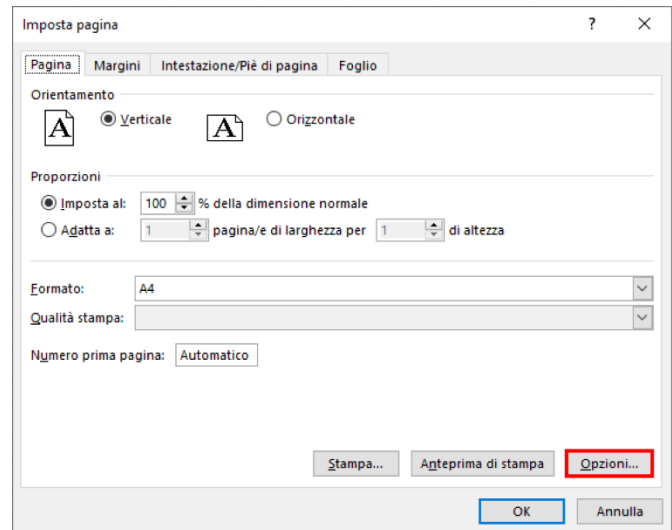 Imposta pagina ? ×
Pagina Margini Intestazione/Piè di pagina Foglio
Orientamento
A Verticale A Orizzontale
Proporzioni
Imposta al: 100 % della dimensione normale
Adatta a: 1 pagina/e di larghezza per 1 di altezza
Formato: A4
Qualità stampa:
Numero prima pagina: Automatico
Stampa... Anteprima di stampa Opzioni...
OK Annulla